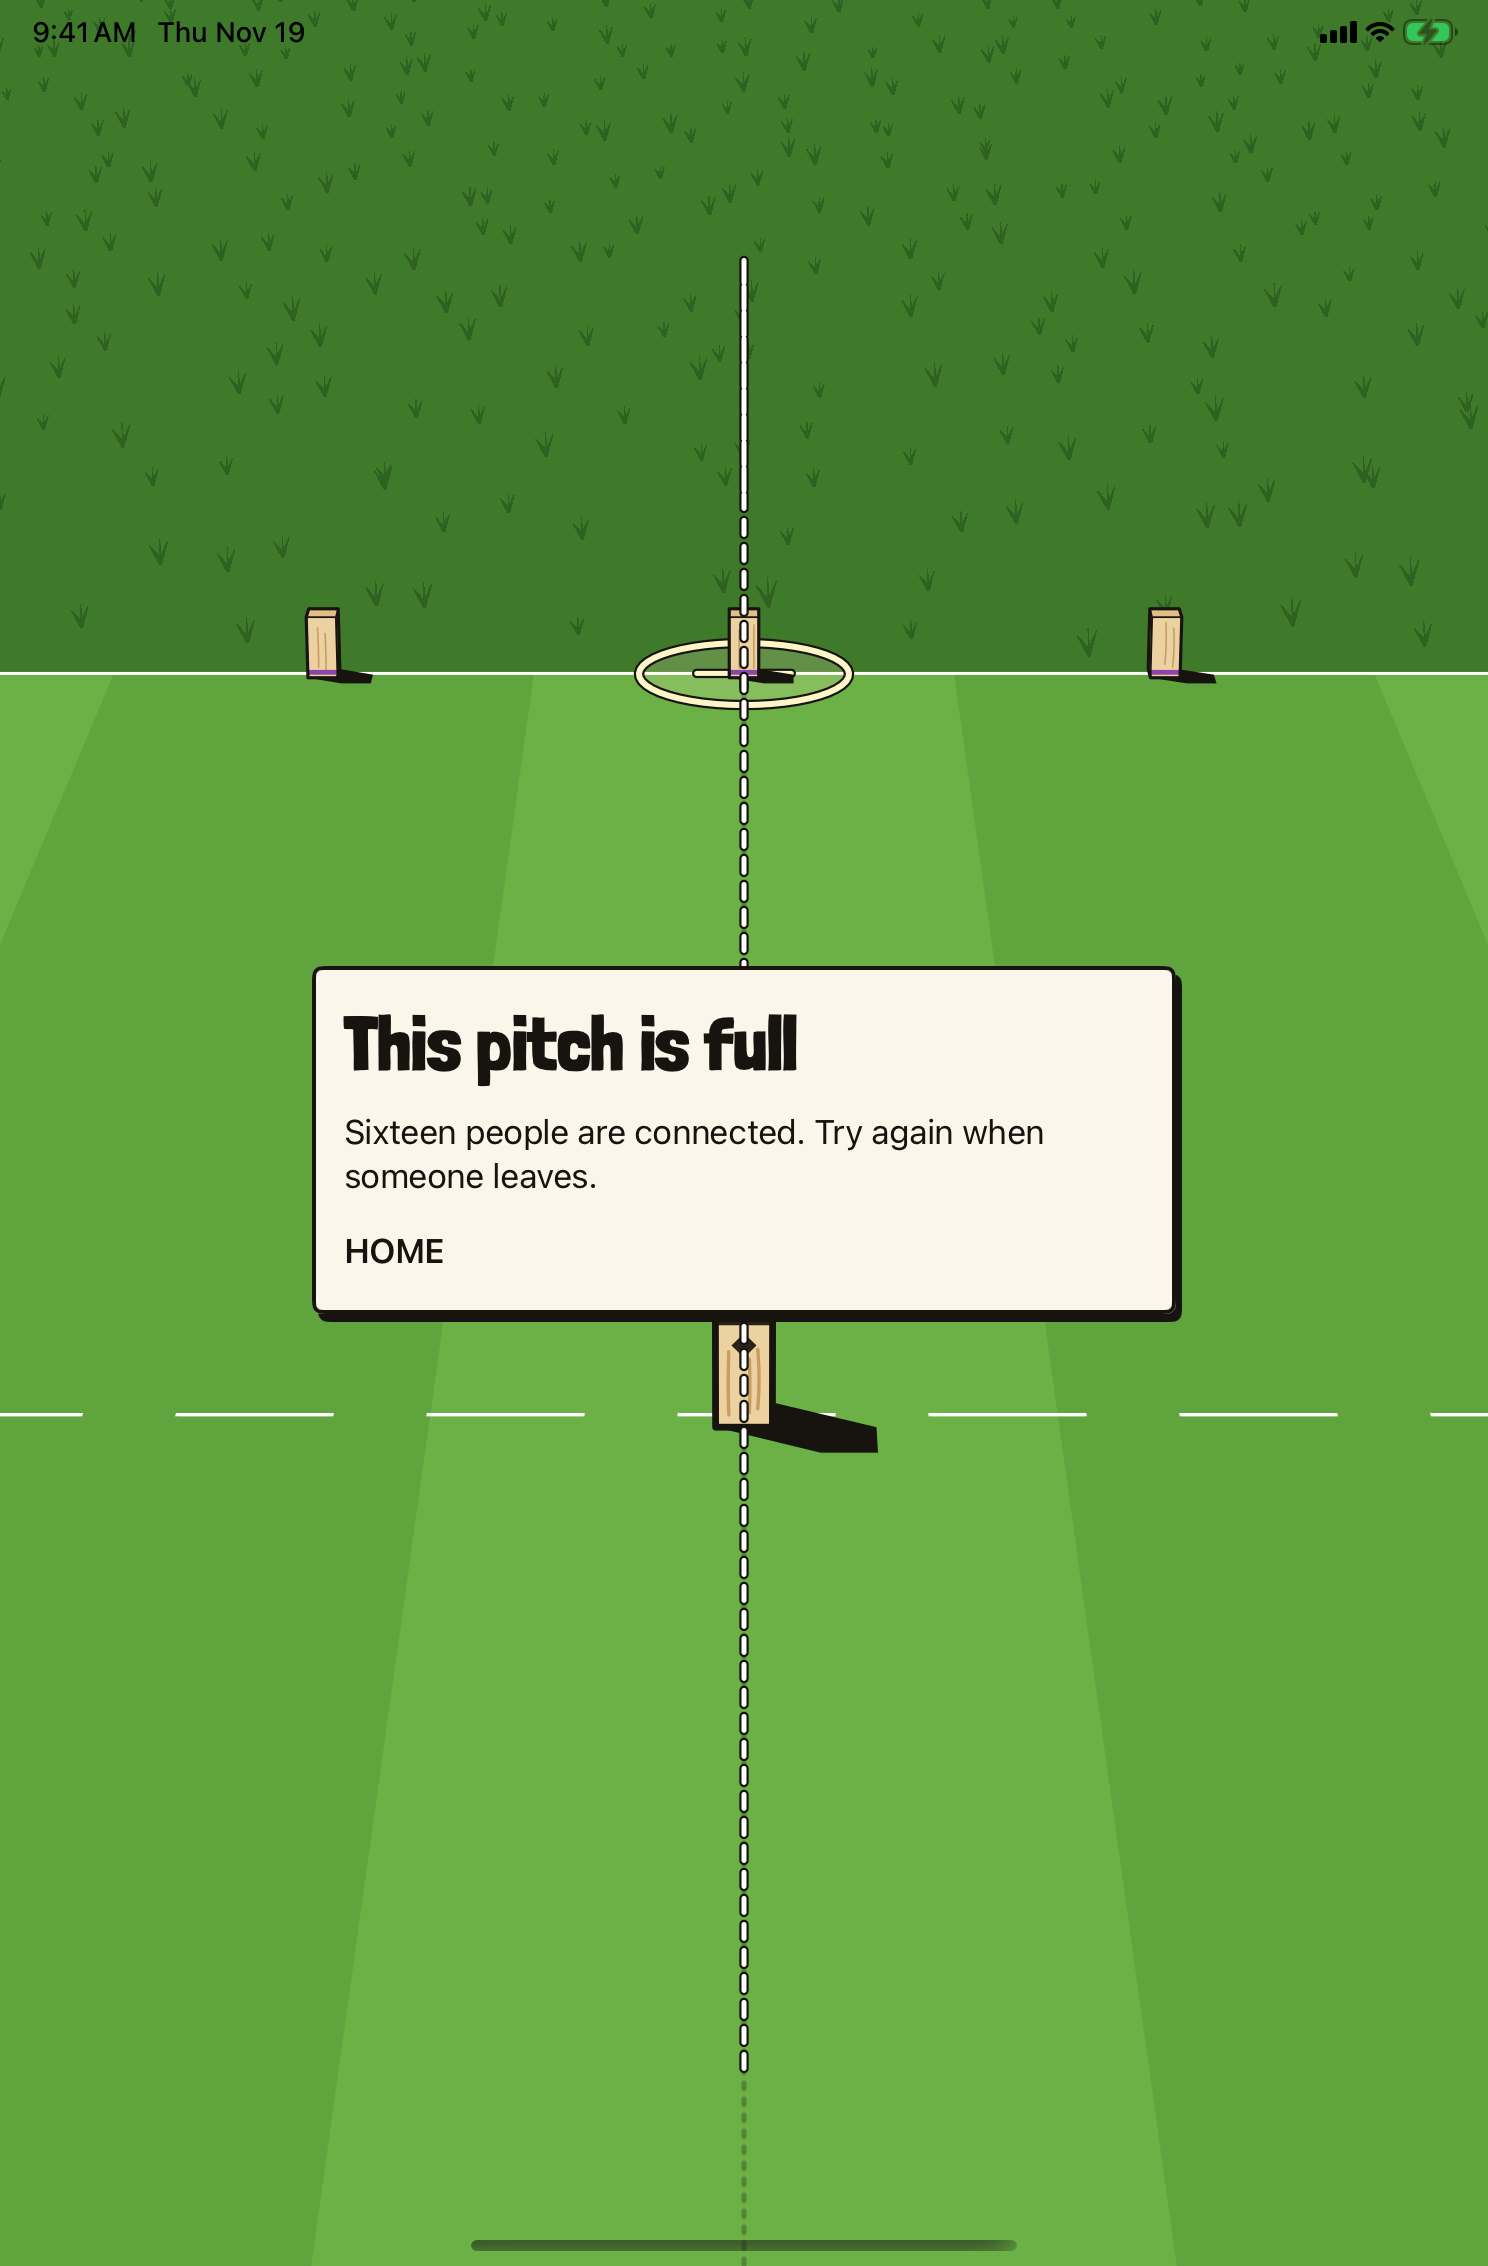 9:41 AM Thu Nov 19
This pitch is full
Sixteen people are connected. Try again when
someone leaves.
HOME